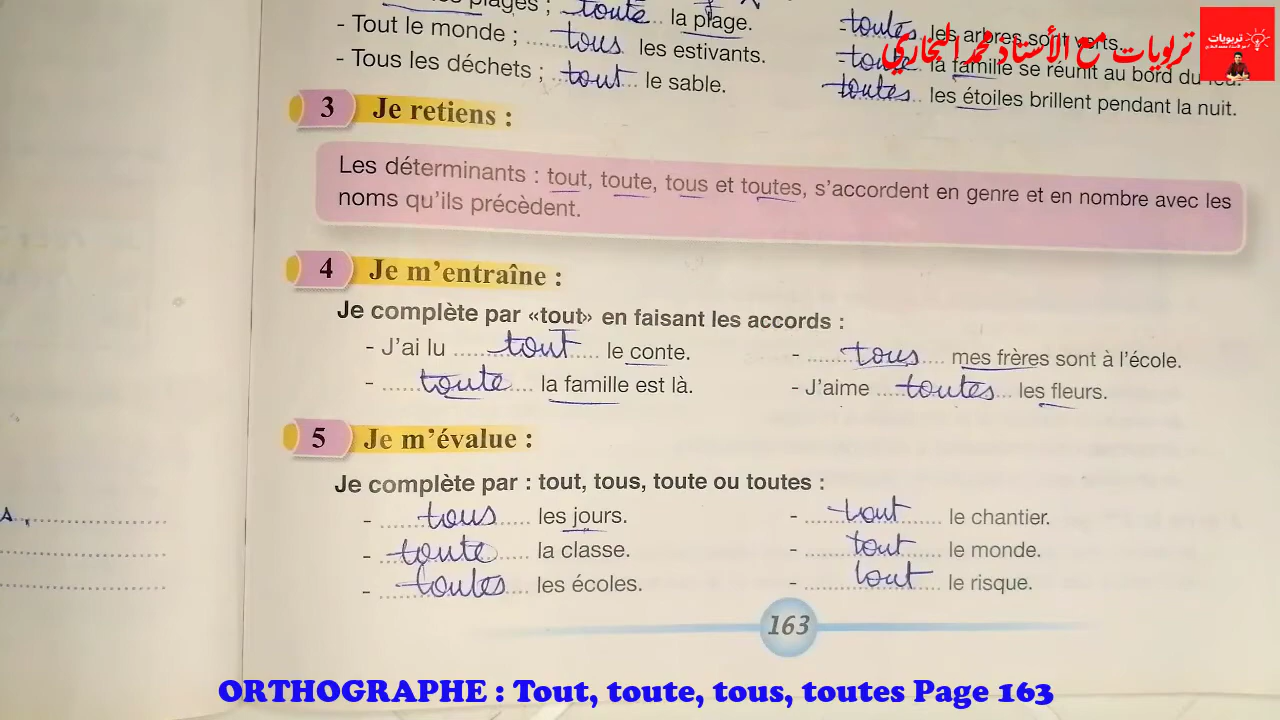 plages ; toute la plage.
- Tout le monde ; tous les estivants.
- Tous les déchets ; tout le sable.
- toutes les arbres sont verts.
- toute la famille se réunit au bord du feu.
toutes les étoiles brillent pendant la nuit.
تربويات مع الأستاذ محمد البخاري
تربويات
3 Je retiens :
Les déterminants : tout, toute, tous et toutes, s'accordent en genre et en nombre avec les
noms qu'ils précèdent.
4 Je m'entraîne :
Je complète par «tout» en faisant les accords :
- J'ai lu tout le conte.
- toute la famille est là.
- tous mes frères sont à l'école.
- J'aime toutes les fleurs.
5 Je m'évalue :
Je complète par : tout, tous, toute ou toutes :
- tous les jours.
- toute la classe.
- toutes les écoles.
- tout le chantier.
- tout le monde.
- tout le risque.
163
ORTHOGRAPHE : Tout, toute, tous, toutes Page 163